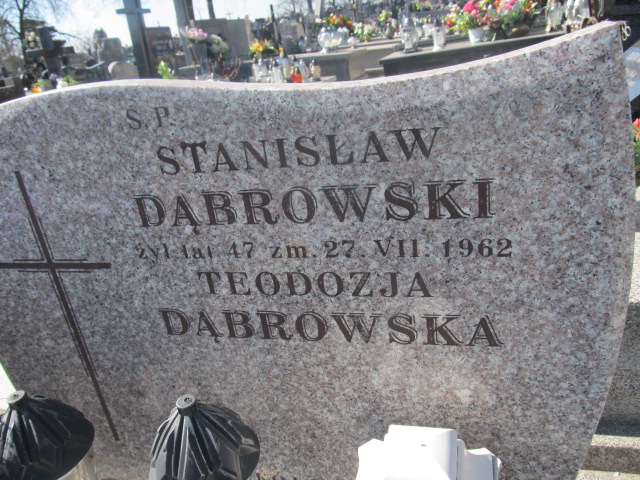 S.P.
STANISŁAW
DĄBROWSKI
żył lat 47 zm. 27. VII. 1962
TEODOZJA
DĄBROWSKA